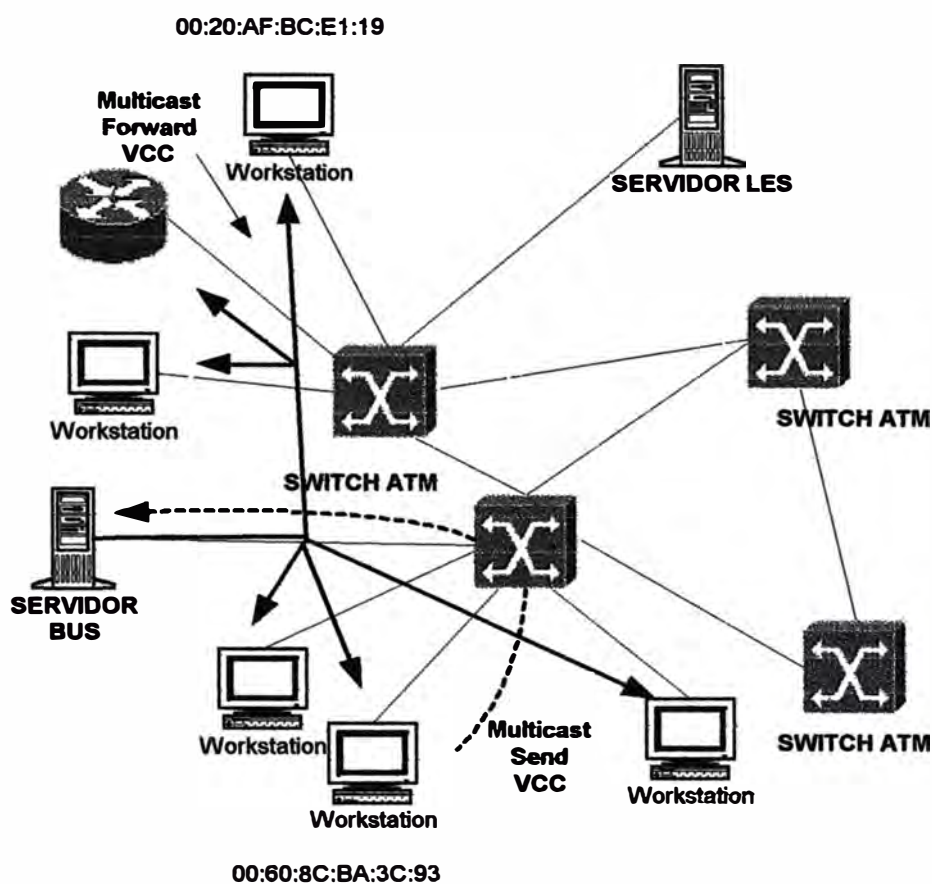 00:20:AF:BC:E1:19
Multicast
Forward
VCC
Workstation
SERVIDOR LES
Workstation
SWITCH ATM
SWITCH ATM
SERVIDOR
BUS
Workstation
Multicast
Send
VCC
SWITCH ATM
Workstation
Workstation
00:60:8C:BA:3C:93